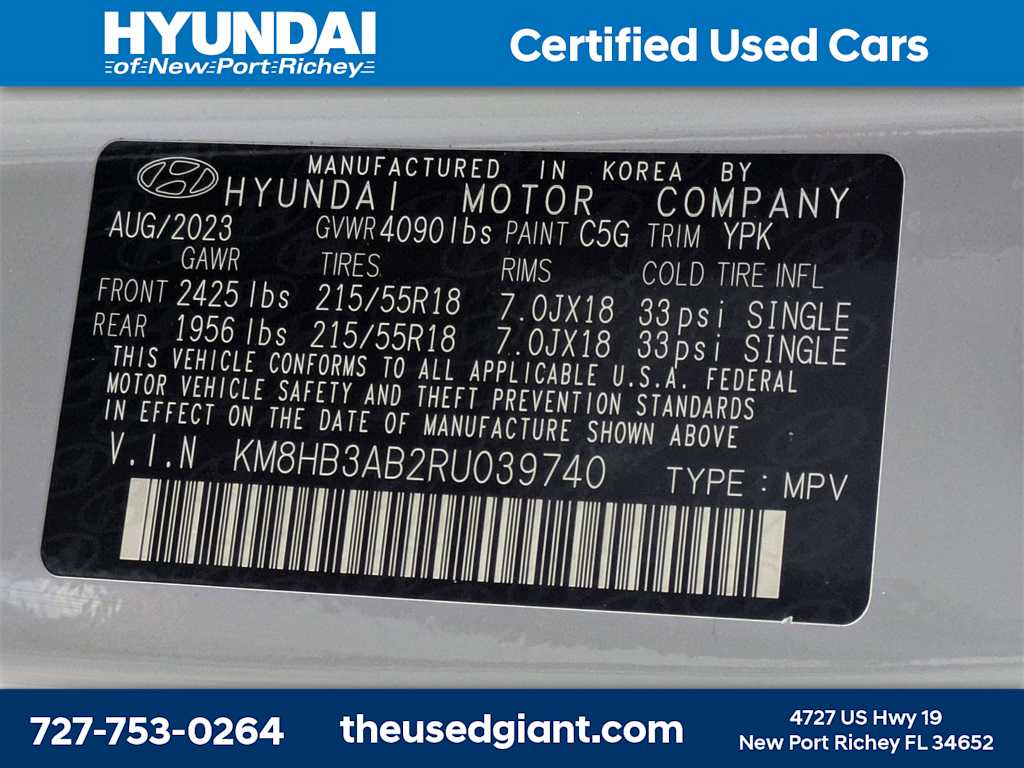 HYUNDAI
of New Port Richey
Certified Used Cars
MANUFACTURED IN KOREA BY
HYUNDAI MOTOR COMPANY
AUG/2023 GVWR 4090 lbs PAINT C5G TRIM YPK
GAWR TIRES RIMS COLD TIRE INFL
FRONT 2425 lbs 215/55R18 7.0JX18 33psi SINGLE
REAR 1956 lbs 215/55R18 7.0JX18 33psi SINGLE
THIS VEHICLE CONFORMS TO ALL APPLICABLE U.S.A. FEDERAL
MOTOR VEHICLE SAFETY AND THEFT PREVENTION STANDARDS
IN EFFECT ON THE DATE OF MANUFACTURE SHOWN ABOVE
V.I.N KM8HB3AB2RU039740 TYPE : MPV
727-753-0264
theusedgiant.com
4727 US Hwy 19
New Port Richey FL 34652